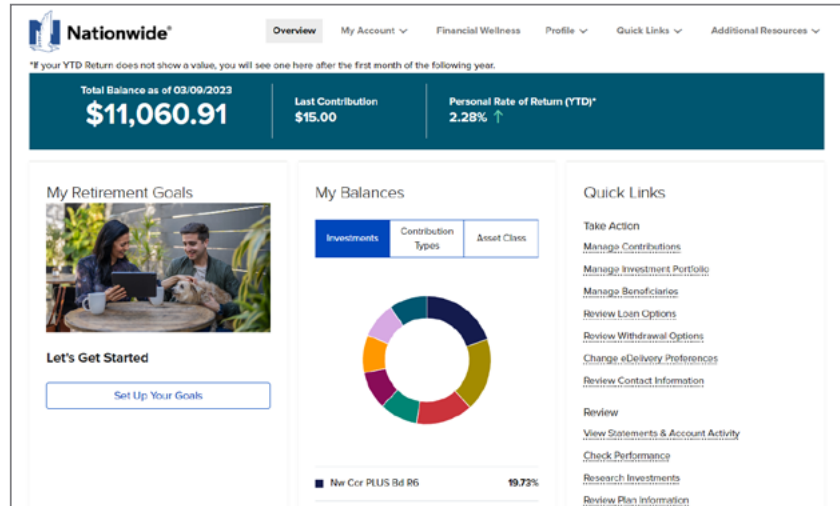 Nationwide®
Overview
My Account
Financial Wellness
Profile
Quick Links
Additional Resources
*If your YTD Return does not show a value, you will see one here after the first month of the following year.
Total Balance as of 03/09/2023
$11,060.91
Last Contribution
$15.00
Personal Rate of Return (YTD)*
2.28% ↑
My Retirement Goals
Let's Get Started
Set Up Your Goals
My Balances
Investments
Contribution
Types
Asset Class
Nw Cor PLUS Bd R6 19.73%
Quick Links
Take Action
Manage Contributions
Manage Investment Portfolio
Manage Beneficiaries
Review Loan Options
Review Withdrawal Options
Change eDelivery Preferences
Review Contact Information
Review
View Statements & Account Activity
Check Performance
Research Investments
Review Plan Information